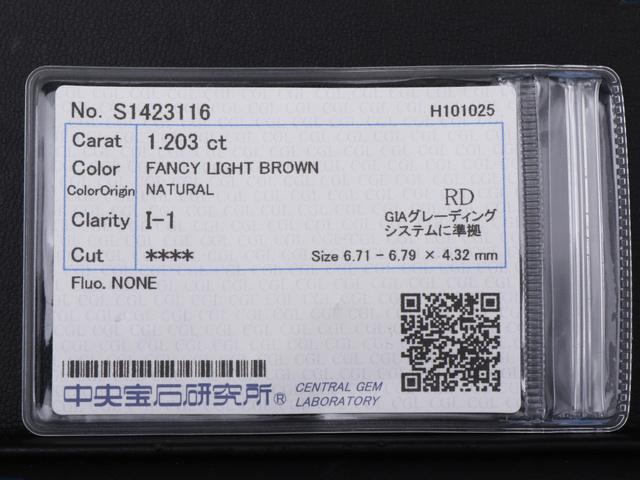 No. S1423116 H101025
Carat 1.203 ct
Color FANCY LIGHT BROWN
ColorOrigin NATURAL
RD
Clarity I-1
GIAグレーディング
システムに準拠
Cut ****
Size 6.71 - 6.79 × 4.32 mm
Fluo. NONE
中央宝石研究所® CENTRAL GEM
LABORATORY